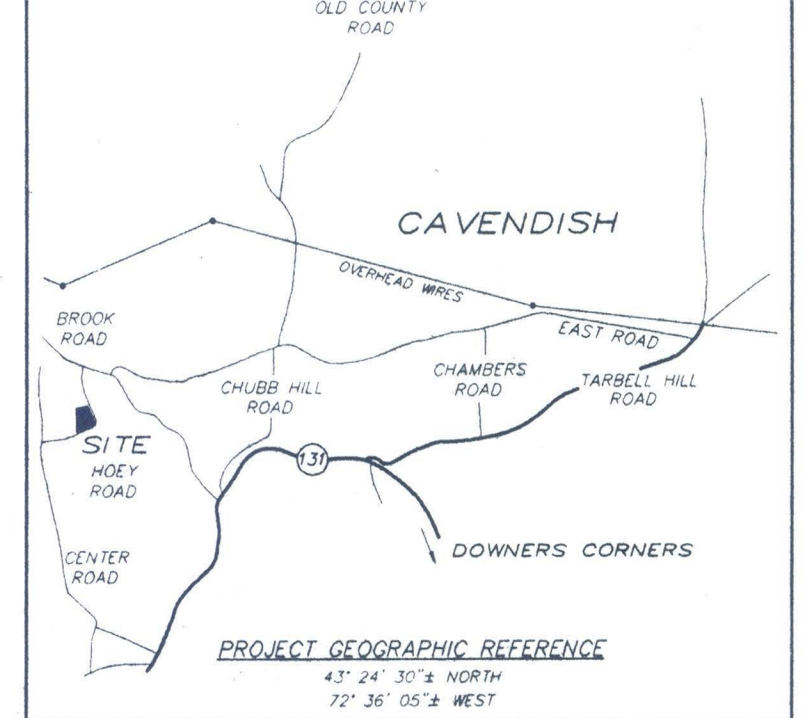 OLD COUNTY
ROAD
CAVENDISH
OVERHEAD WIRES
BROOK
ROAD
EAST ROAD
CHUBB HILL
ROAD
CHAMBERS
ROAD
TARBELL HILL
ROAD
SITE
HOEY
ROAD
131
CENTER
ROAD
DOWNERS CORNERS
PROJECT GEOGRAPHIC REFERENCE
43° 24' 30"± NORTH
72° 36' 05"± WEST